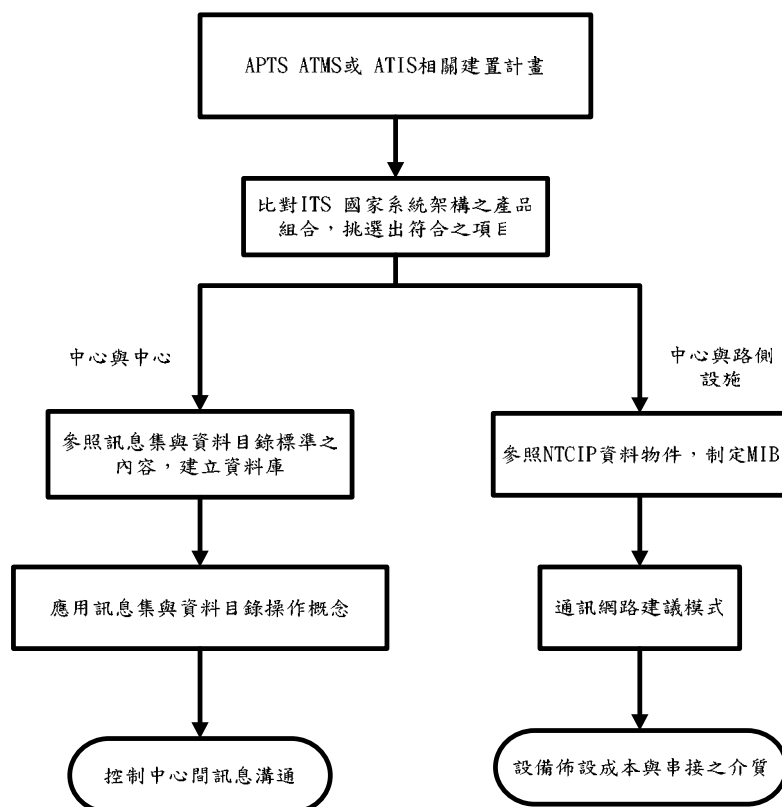 APTS ATMS或 ATIS相關建置計畫
比對ITS 國家系統架構之產品
組合，挑選出符合之項目
中心與中心
中心與路側
設施
參照訊息集與資料目錄標準之
內容，建立資料庫
參照NTCIP資料物件，制定MIB
應用訊息集與資料目錄操作概念
通訊網路建議模式
控制中心間訊息溝通
設備佈設成本與串接之介質